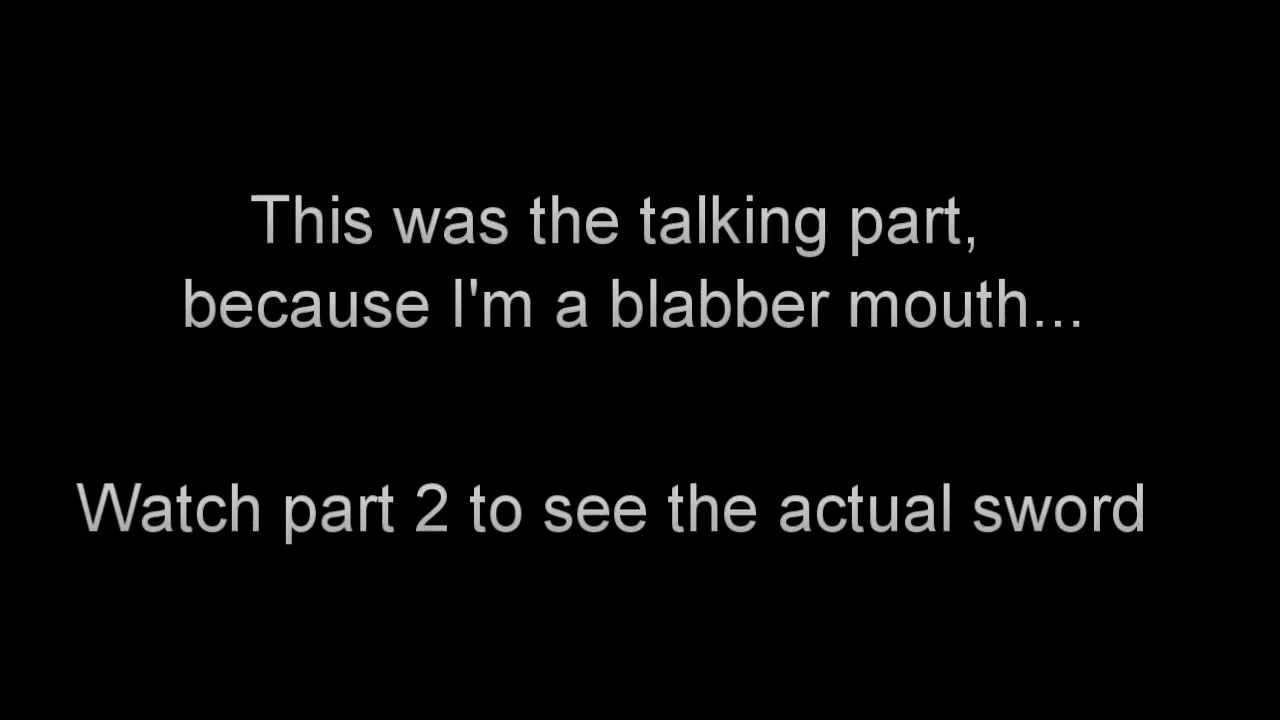 This was the talking part,
because I'm a blabber mouth...
Watch part 2 to see the actual sword